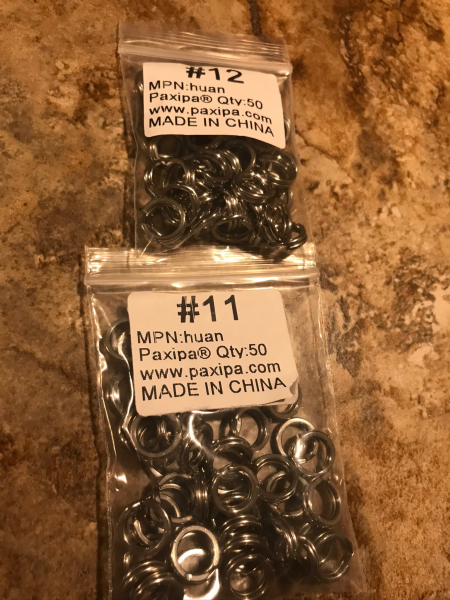 #12
MPN:huan
Paxipa® Qty:50
www.paxipa.com
MADE IN CHINA
#11
MPN:huan
Paxipa® Qty:50
www.paxipa.com
MADE IN CHINA